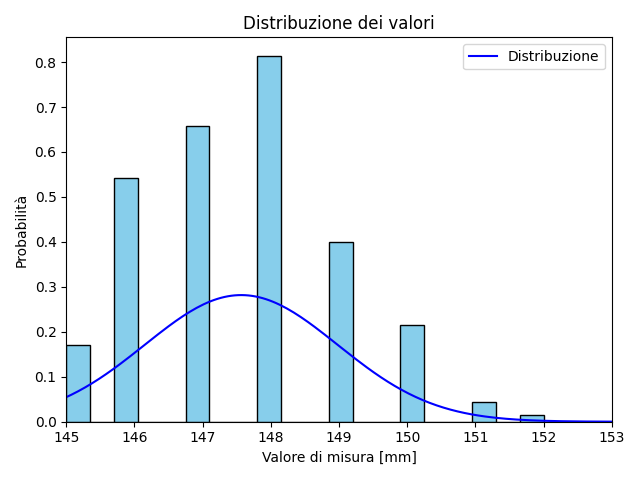 Distribuzione dei valori
Distribuzione
Probabilità
0.8
0.7
0.6
0.5
0.4
0.3
0.2
0.1
0.0
145 146 147 148 149 150 151 152 153
Valore di misura [mm]